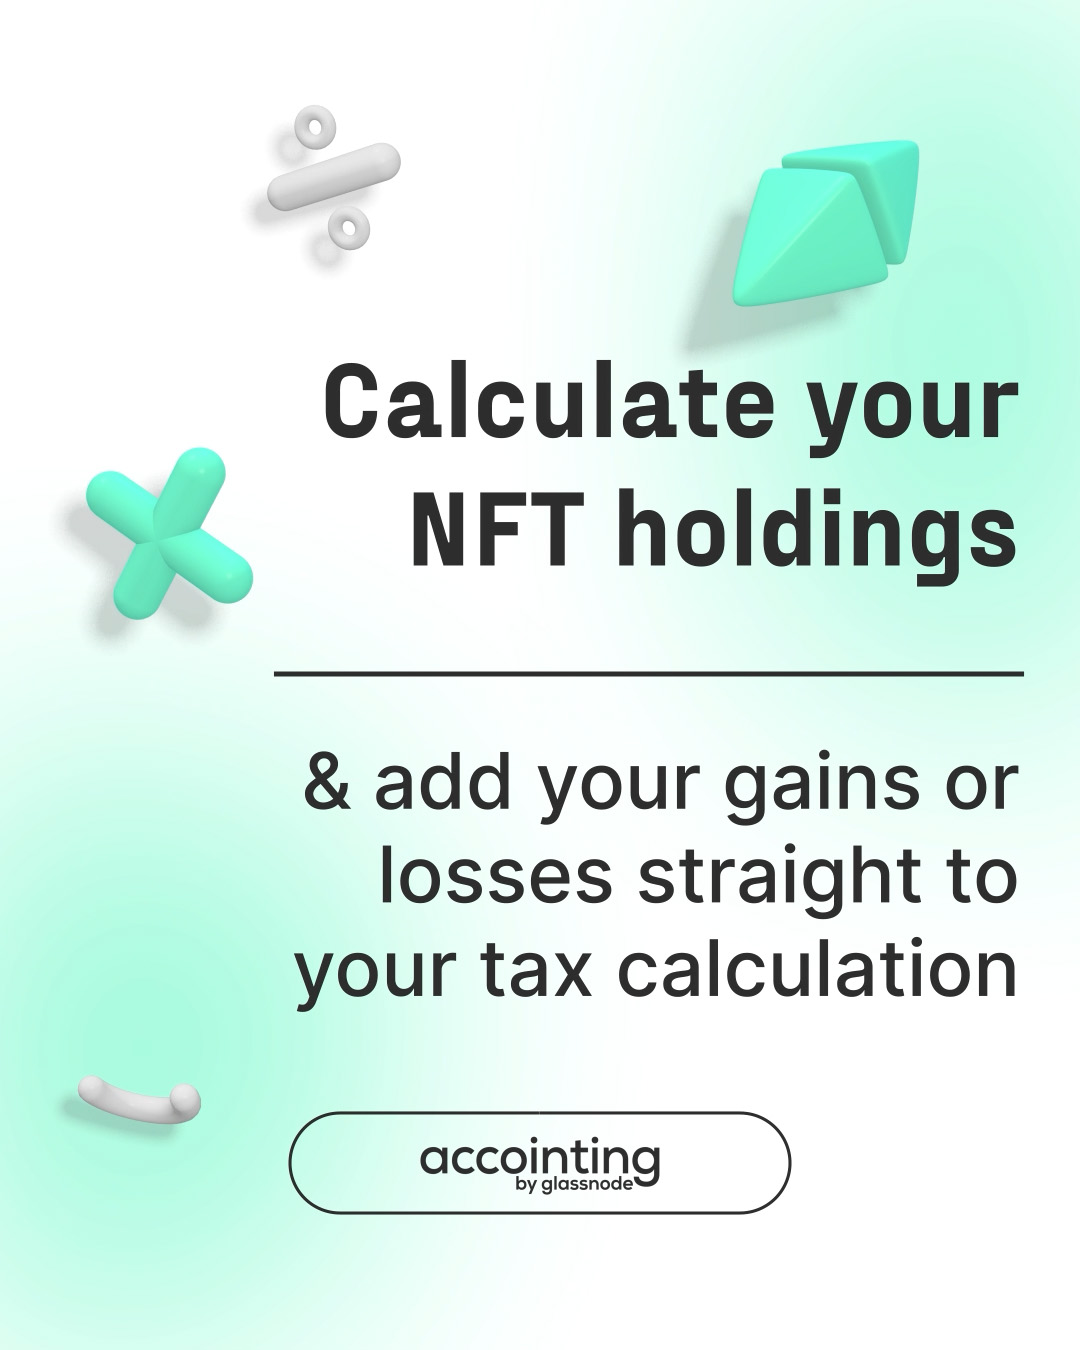 Calculate your
NFT holdings
& add your gains or
losses straight to
your tax calculation
accointing
by glassnode